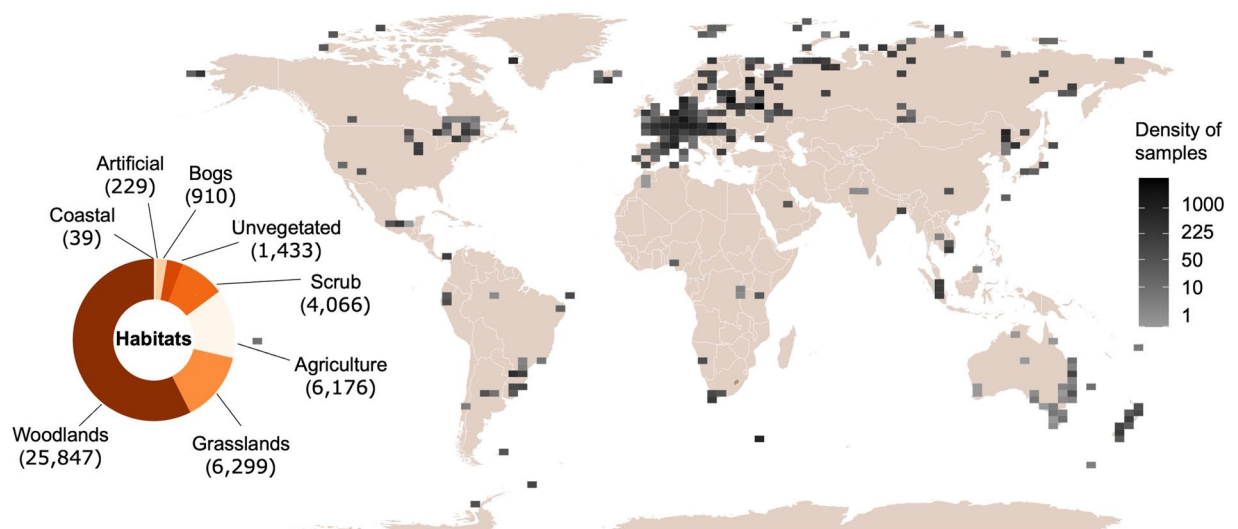 Artificial
(229)
Bogs
(910)
Coastal
(39)
Unvegetated
(1,433)
Scrub
(4,066)
Habitats
Agriculture
(6,176)
Woodlands
(25,847)
Grasslands
(6,299)
Density of
samples
1000
225
50
10
1